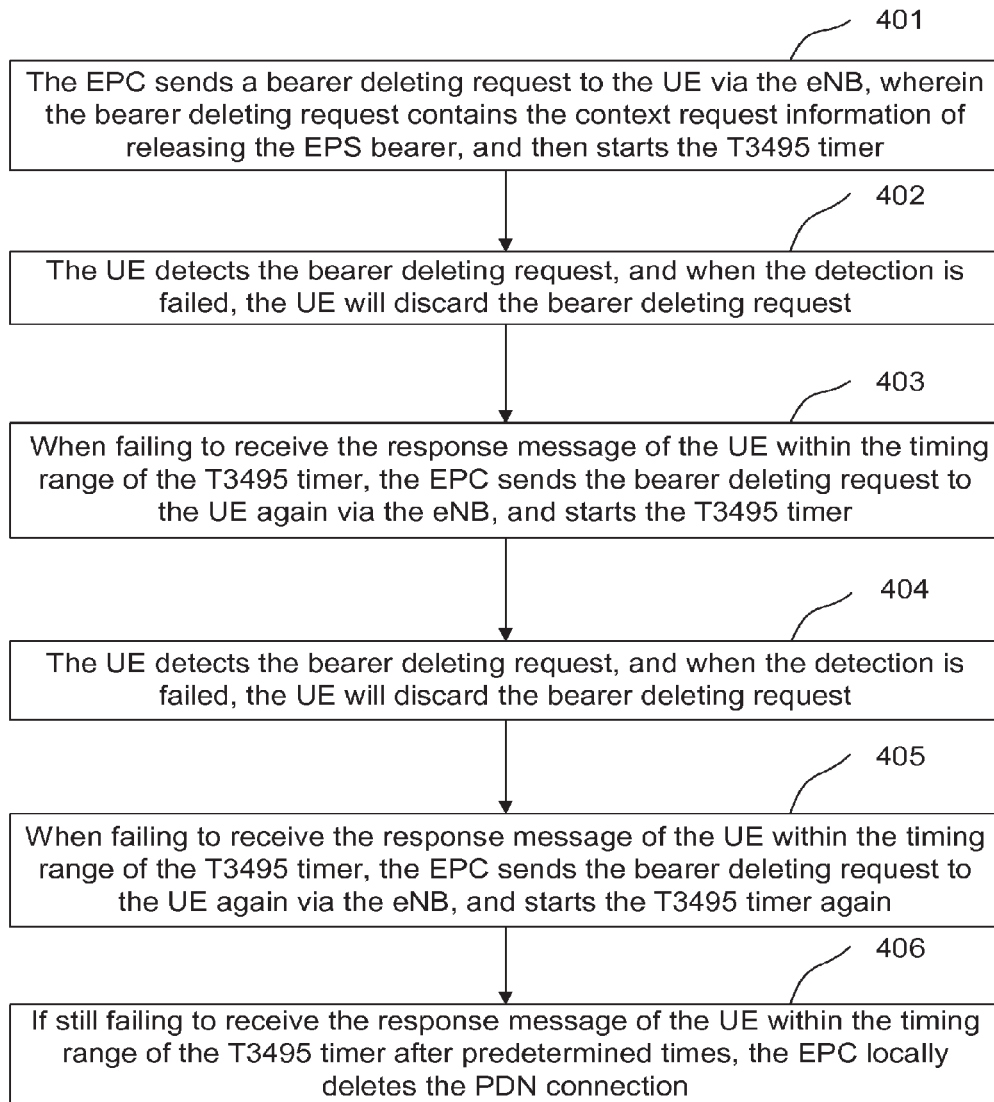 401
The EPC sends a bearer deleting request to the UE via the eNB, wherein
the bearer deleting request contains the context request information of
releasing the EPS bearer, and then starts the T3495 timer
402
The UE detects the bearer deleting request, and when the detection is
failed, the UE will discard the bearer deleting request
403
When failing to receive the response message of the UE within the timing
range of the T3495 timer, the EPC sends the bearer deleting request to
the UE again via the eNB, and starts the T3495 timer
404
The UE detects the bearer deleting request, and when the detection is
failed, the UE will discard the bearer deleting request
405
When failing to receive the response message of the UE within the timing
range of the T3495 timer, the EPC sends the bearer deleting request to
the UE again via the eNB, and starts the T3495 timer again
406
If still failing to receive the response message of the UE within the timing
range of the T3495 timer after predetermined times, the EPC locally
deletes the PDN connection